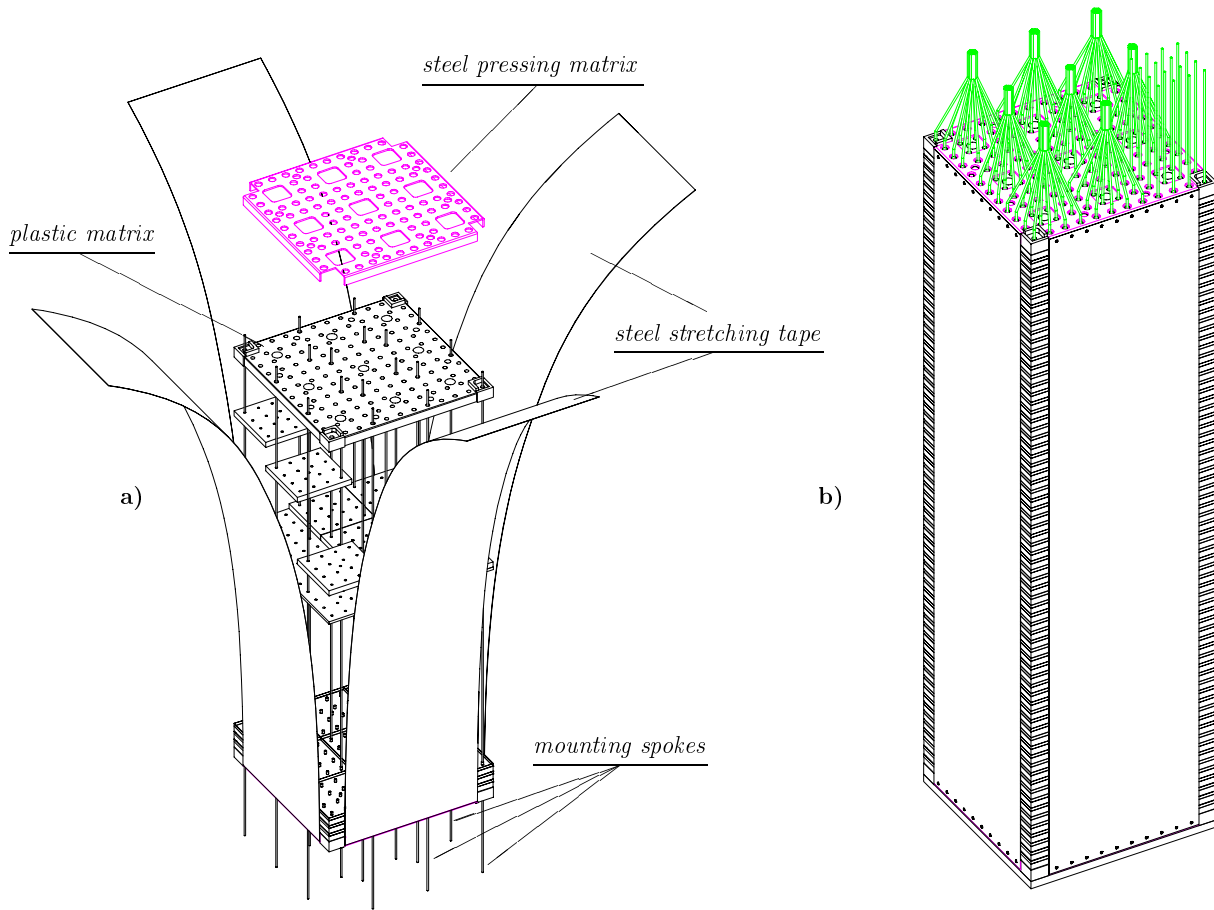 steel pressing matrix
plastic matrix
steel stretching tape
a)
b)
mounting spokes